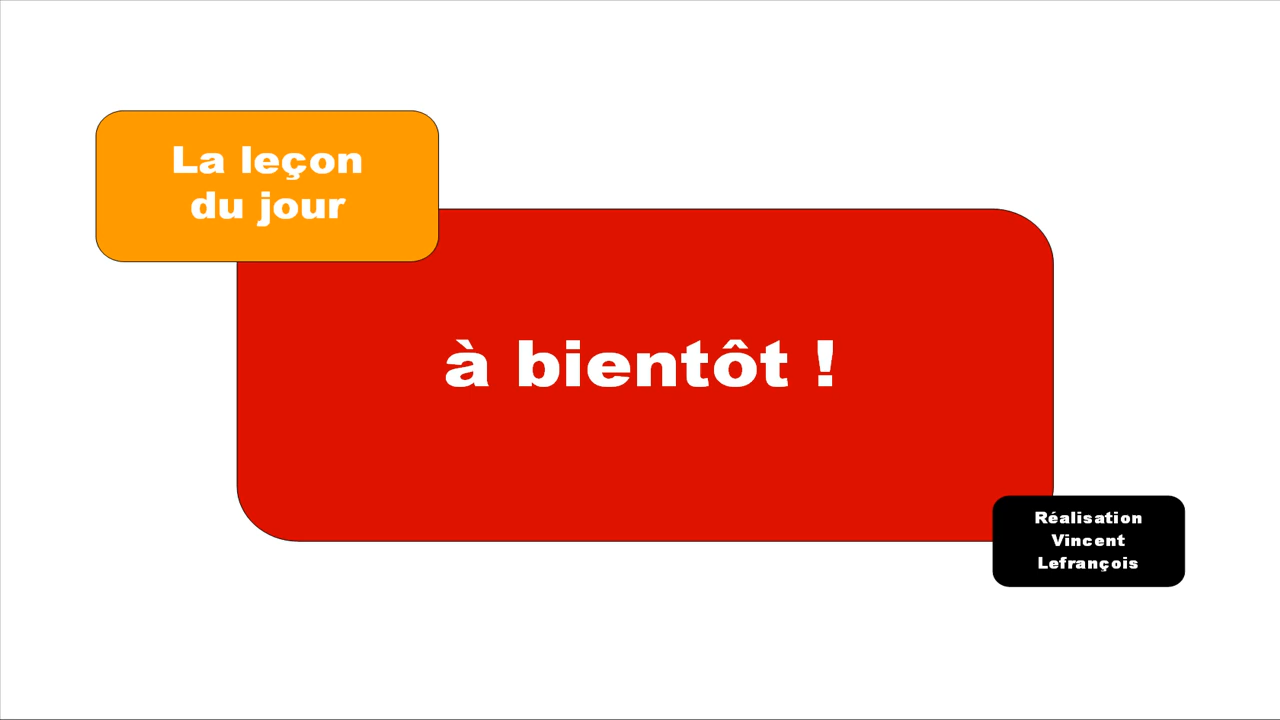 La leçon
du jour
à bientôt !
Réalisation
Vincent
Lefrançois